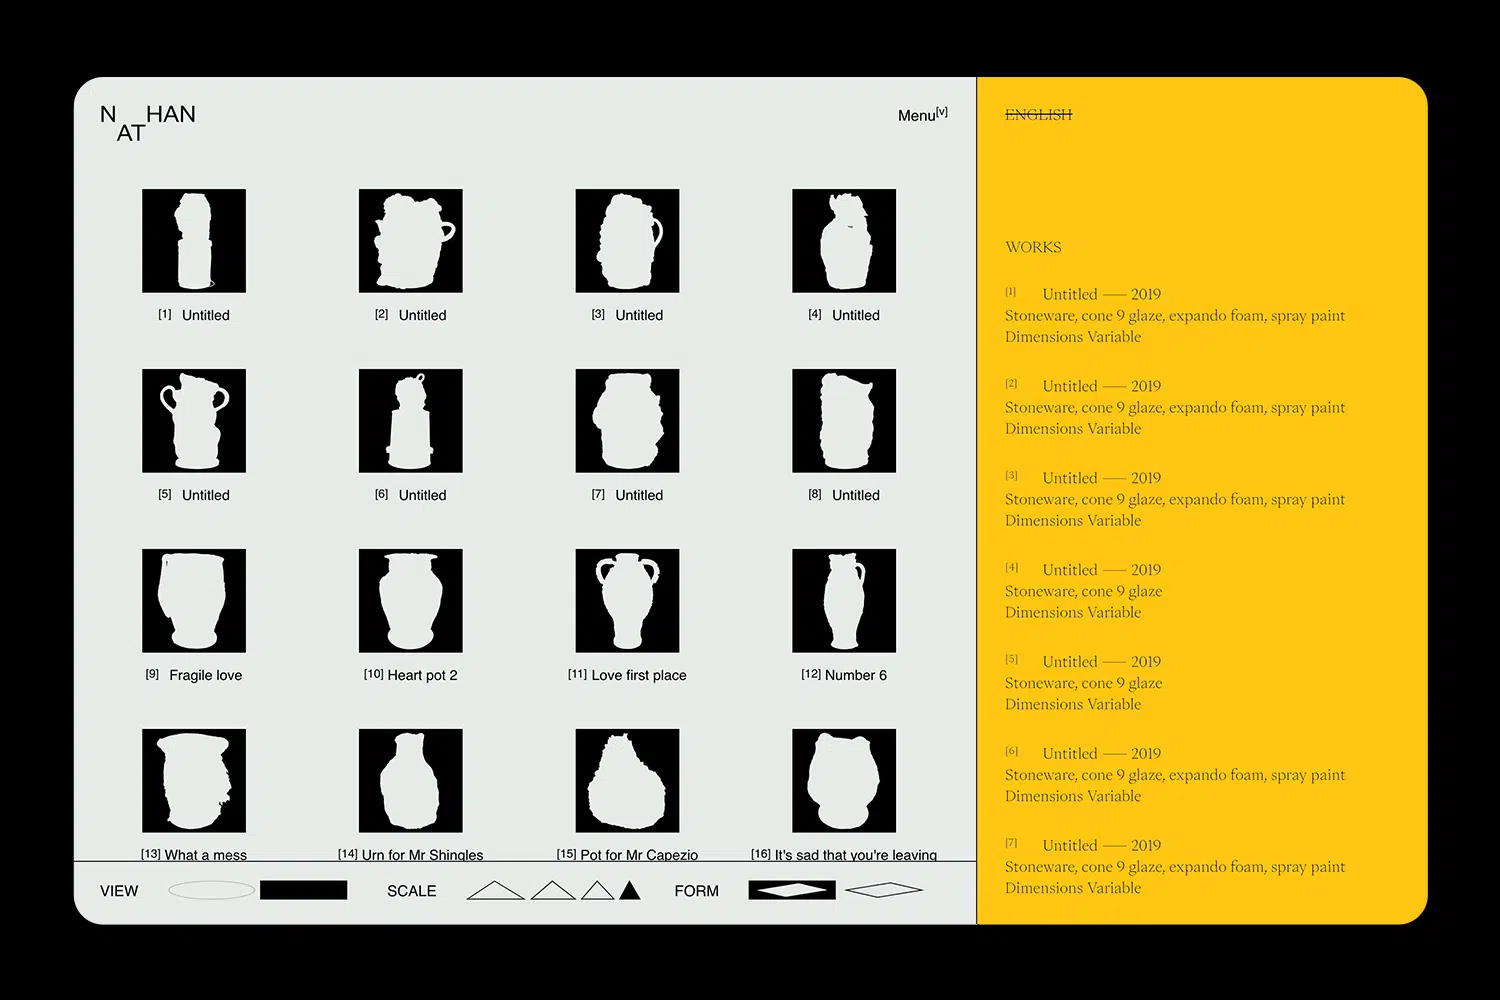 N HAN
AT
Menu[v]
[1] Untitled
[2] Untitled
[3] Untitled
[4] Untitled
[5] Untitled
[6] Untitled
[7] Untitled
[8] Untitled
[9] Fragile love
[10] Heart pot 2
[11] Love first place
[12] Number 6
[13] What a mess
[14] Urn for Mr Shingles
[15] Pot for Mr Capezio
[16] It's sad that you're leaving
VIEW
SCALE
FORM
ENGLISH
WORKS
[1] Untitled —— 2019
Stoneware, cone 9 glaze, expando foam, spray paint
Dimensions Variable
[2] Untitled —— 2019
Stoneware, cone 9 glaze, expando foam, spray paint
Dimensions Variable
[3] Untitled —— 2019
Stoneware, cone 9 glaze, expando foam, spray paint
Dimensions Variable
[4] Untitled —— 2019
Stoneware, cone 9 glaze
Dimensions Variable
[5] Untitled —— 2019
Stoneware, cone 9 glaze
Dimensions Variable
[6] Untitled —— 2019
Stoneware, cone 9 glaze, expando foam, spray paint
Dimensions Variable
[7] Untitled —— 2019
Stoneware, cone 9 glaze, expando foam, spray paint
Dimensions Variable